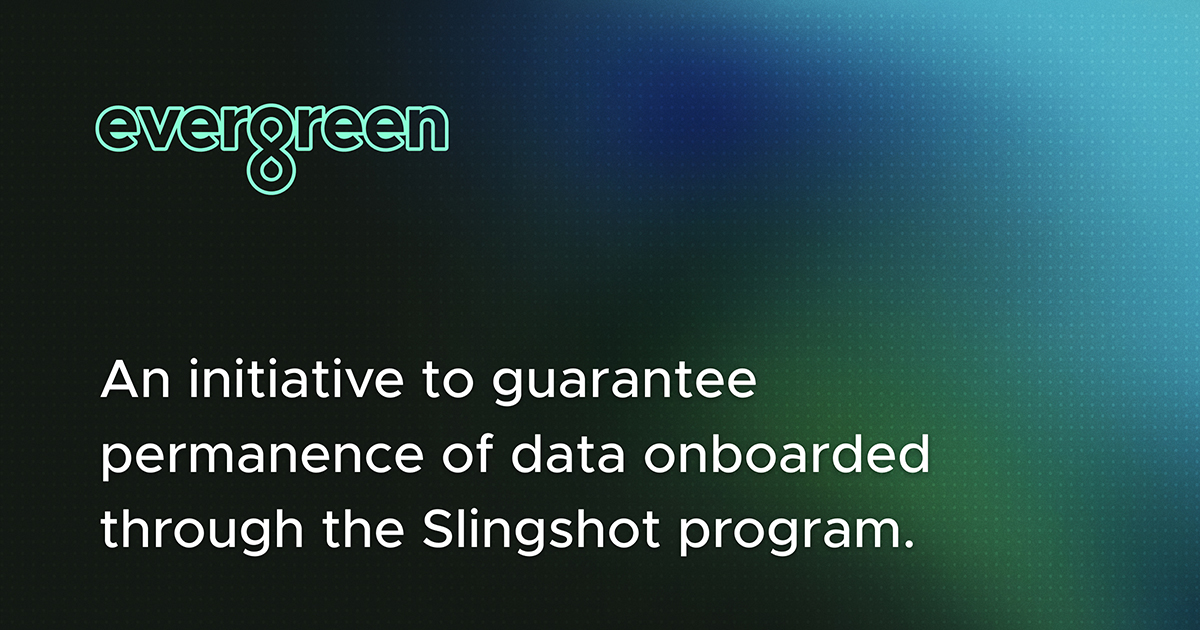 evergreen
An initiative to guarantee
permanence of data onboarded
through the Slingshot program.